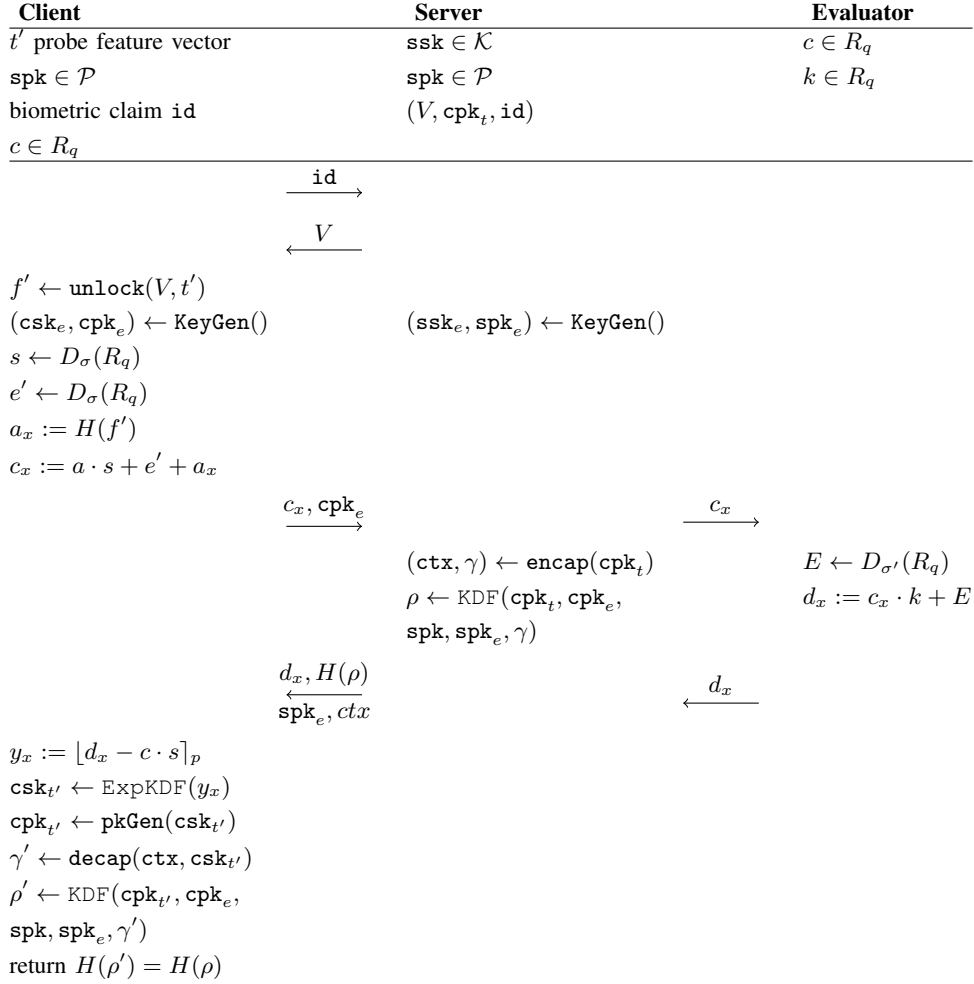 Client Server Evaluator
t′ probe feature vector ssk ∈ 𝒦 c ∈ R_q
spk ∈ 𝒫 spk ∈ 𝒫 k ∈ R_q
biometric claim id (V, cpk_t, id)
c ∈ R_q
id
V
f′ ← unlock(V, t′)
(csk_e, cpk_e) ← KeyGen() (ssk_e, spk_e) ← KeyGen()
s ← D_σ(R_q)
e′ ← D_σ(R_q)
a_x := H(f′)
c_x := a · s + e′ + a_x
c_x, cpk_e c_x
(ctx, γ) ← encap(cpk_t) E ← D_σ′(R_q)
ρ ← KDF(cpk_t, cpk_e, d_x := c_x · k + E
spk, spk_e, γ)
d_x, H(ρ) d_x
spk_e, ctx
y_x := ⌊d_x − c · s⌉_p
csk_t′ ← ExpKDF(y_x)
cpk_t′ ← pkGen(csk_t′)
γ′ ← decap(ctx, csk_t′)
ρ′ ← KDF(cpk_t′, cpk_e,
spk, spk_e, γ′)
return H(ρ′) = H(ρ)